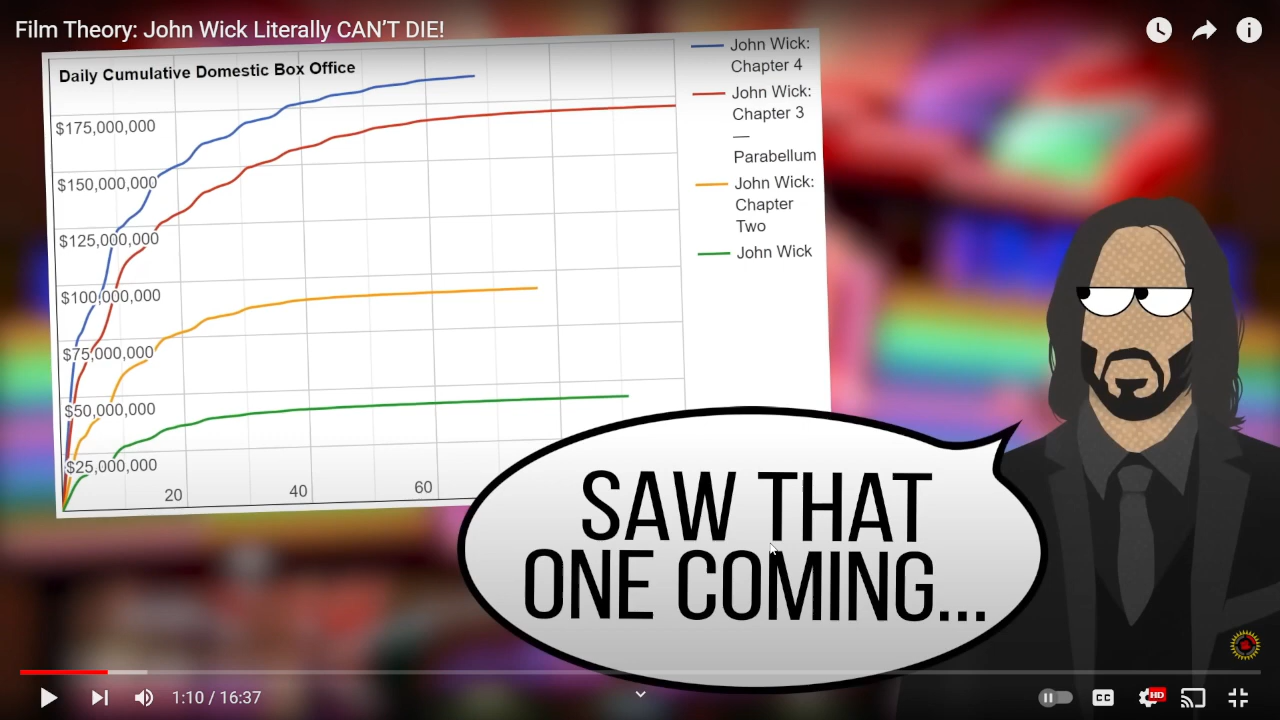 Film Theory: John Wick Literally CAN'T DIE!
Daily Cumulative Domestic Box Office
$175,000,000
$150,000,000
$125,000,000
$100,000,000
$75,000,000
$50,000,000
$25,000,000
20
40
60
John Wick:
Chapter 4
John Wick:
Chapter 3
—
Parabellum
John Wick:
Chapter
Two
John Wick
SAW THAT
ONE COMING...
1:10 / 16:37
CC
HD